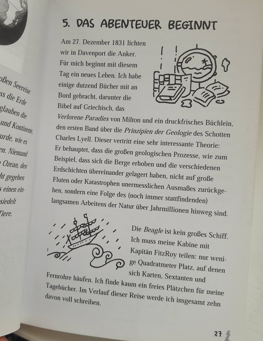 5. DAS ABENTEUER BEGINNT
Am 27. Dezember 1831 lichten
wir in Davenport die Anker.
Für mich beginnt mit diesem
Tag ein neues Leben. Ich habe
einige dutzend Bücher mit an
Bord gebracht, darunter die
Bibel auf Griechisch, das
Verlorene Paradies von Milton und ein druckfrisches Büchlein,
den ersten Band über die Prinzipien der Geologie des Schotten
Charles Lyell. Dieser vertritt eine sehr interessante Theorie:
Er behauptet, dass die großen geologischen Prozesse, wie zum
Beispiel, dass sich die Berge erhoben und die verschiedenen
Erdschichten übereinander gelagert haben, nicht auf große
Fluten oder Katastrophen unermesslichen Ausmaßes zurückge-
hen, sondern eine Folge des (noch immer stattfindenden)
langsamen Arbeitens der Natur über Jahrmillionen hinweg sind.
Die Beagle ist kein großes Schiff.
Ich muss meine Kabine mit
Kapitän FitzRoy teilen: nur weni-
ge Quadratmeter Platz, auf denen
sich Karten, Sextanten und
Fernrohre häufen. Ich finde kaum ein freies Plätzchen für meine
Tagebücher. Im Verlauf dieser Reise werde ich insgesamt zehn
davon voll schreiben.
27